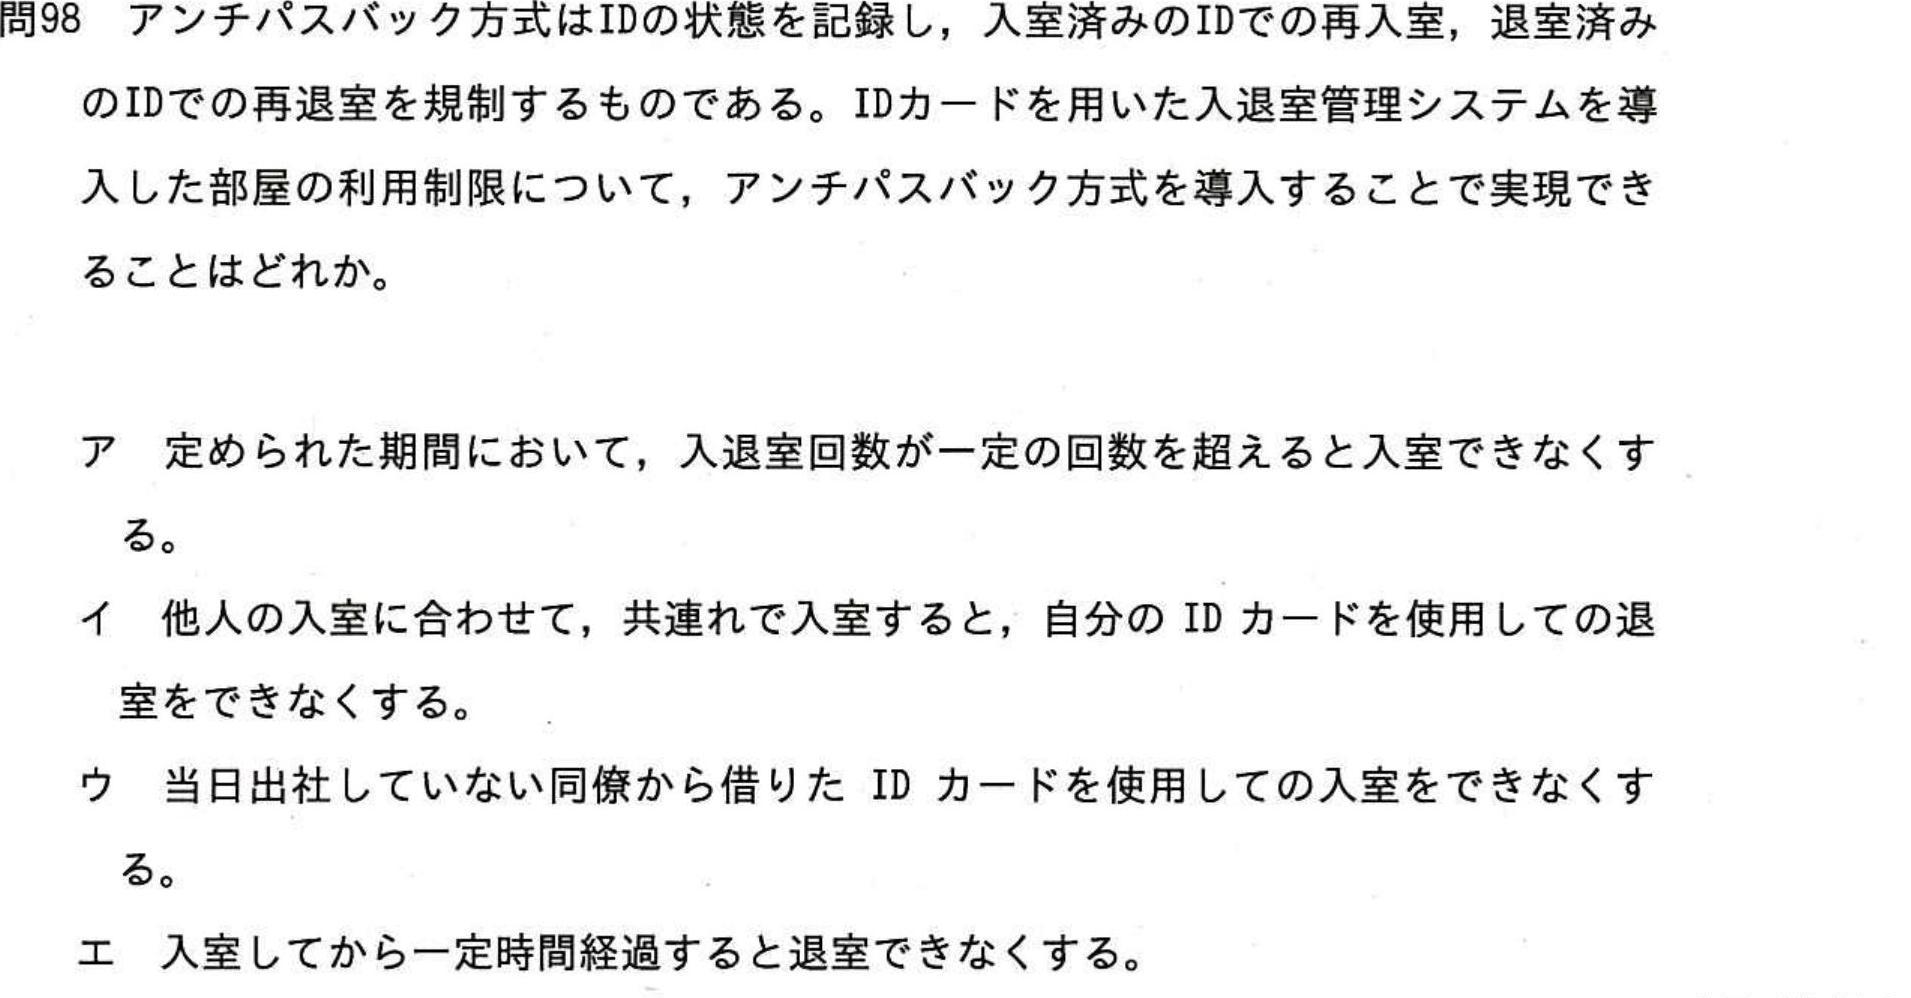 問98　アンチパスバック方式はIDの状態を記録し，入室済みのIDでの再入室，退室済み
のIDでの再退室を規制するものである。IDカードを用いた入退室管理システムを導
入した部屋の利用制限について，アンチパスバック方式を導入することで実現でき
ることはどれか。
ア　定められた期間において，入退室回数が一定の回数を超えると入室できなくす
る。
イ　他人の入室に合わせて，共連れで入室すると，自分の ID カードを使用しての退
室をできなくする。
ウ　当日出社していない同僚から借りた ID カードを使用しての入室をできなくす
る。
エ　入室してから一定時間経過すると退室できなくする。